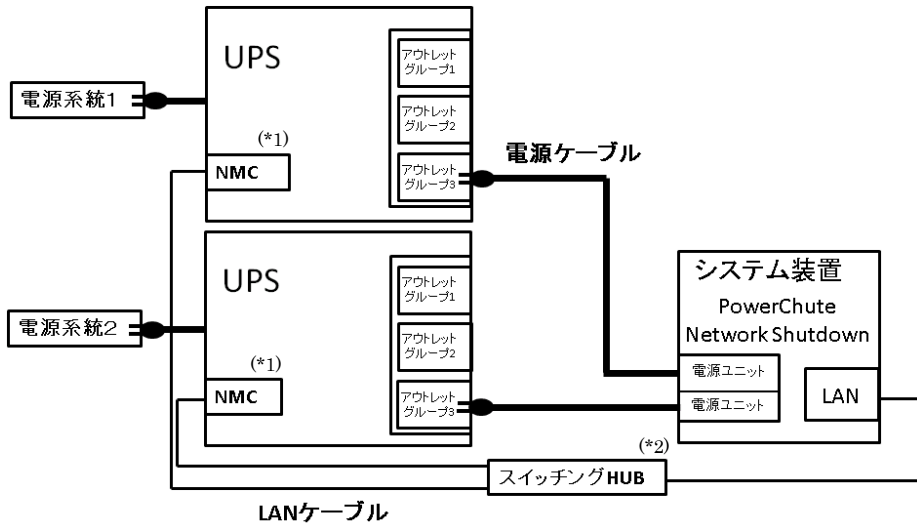 UPS
アウトレット
グループ1
アウトレット
グループ2
アウトレット
グループ3
電源系統1
(*1)
NMC
電源ケーブル
UPS
アウトレット
グループ1
アウトレット
グループ2
アウトレット
グループ3
電源系統2
(*1)
NMC
システム装置
PowerChute
Network Shutdown
電源ユニット
電源ユニット
LAN
(*2)
スイッチングHUB
LANケーブル